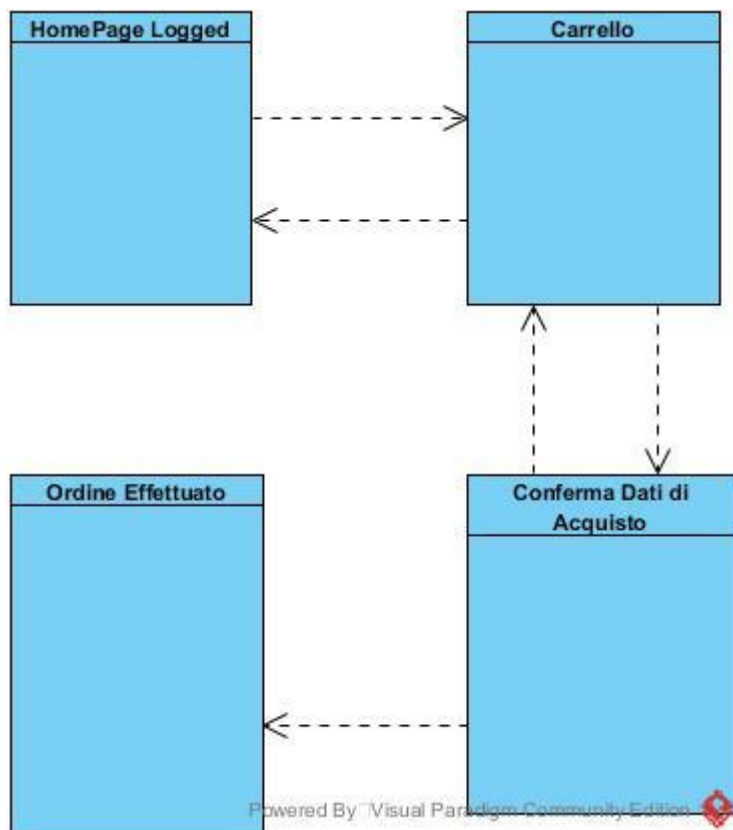 HomePage Logged
Carrello
Ordine Effettuato
Conferma Dati di
Acquisto
Powered By Visual Paradigm Community Edition